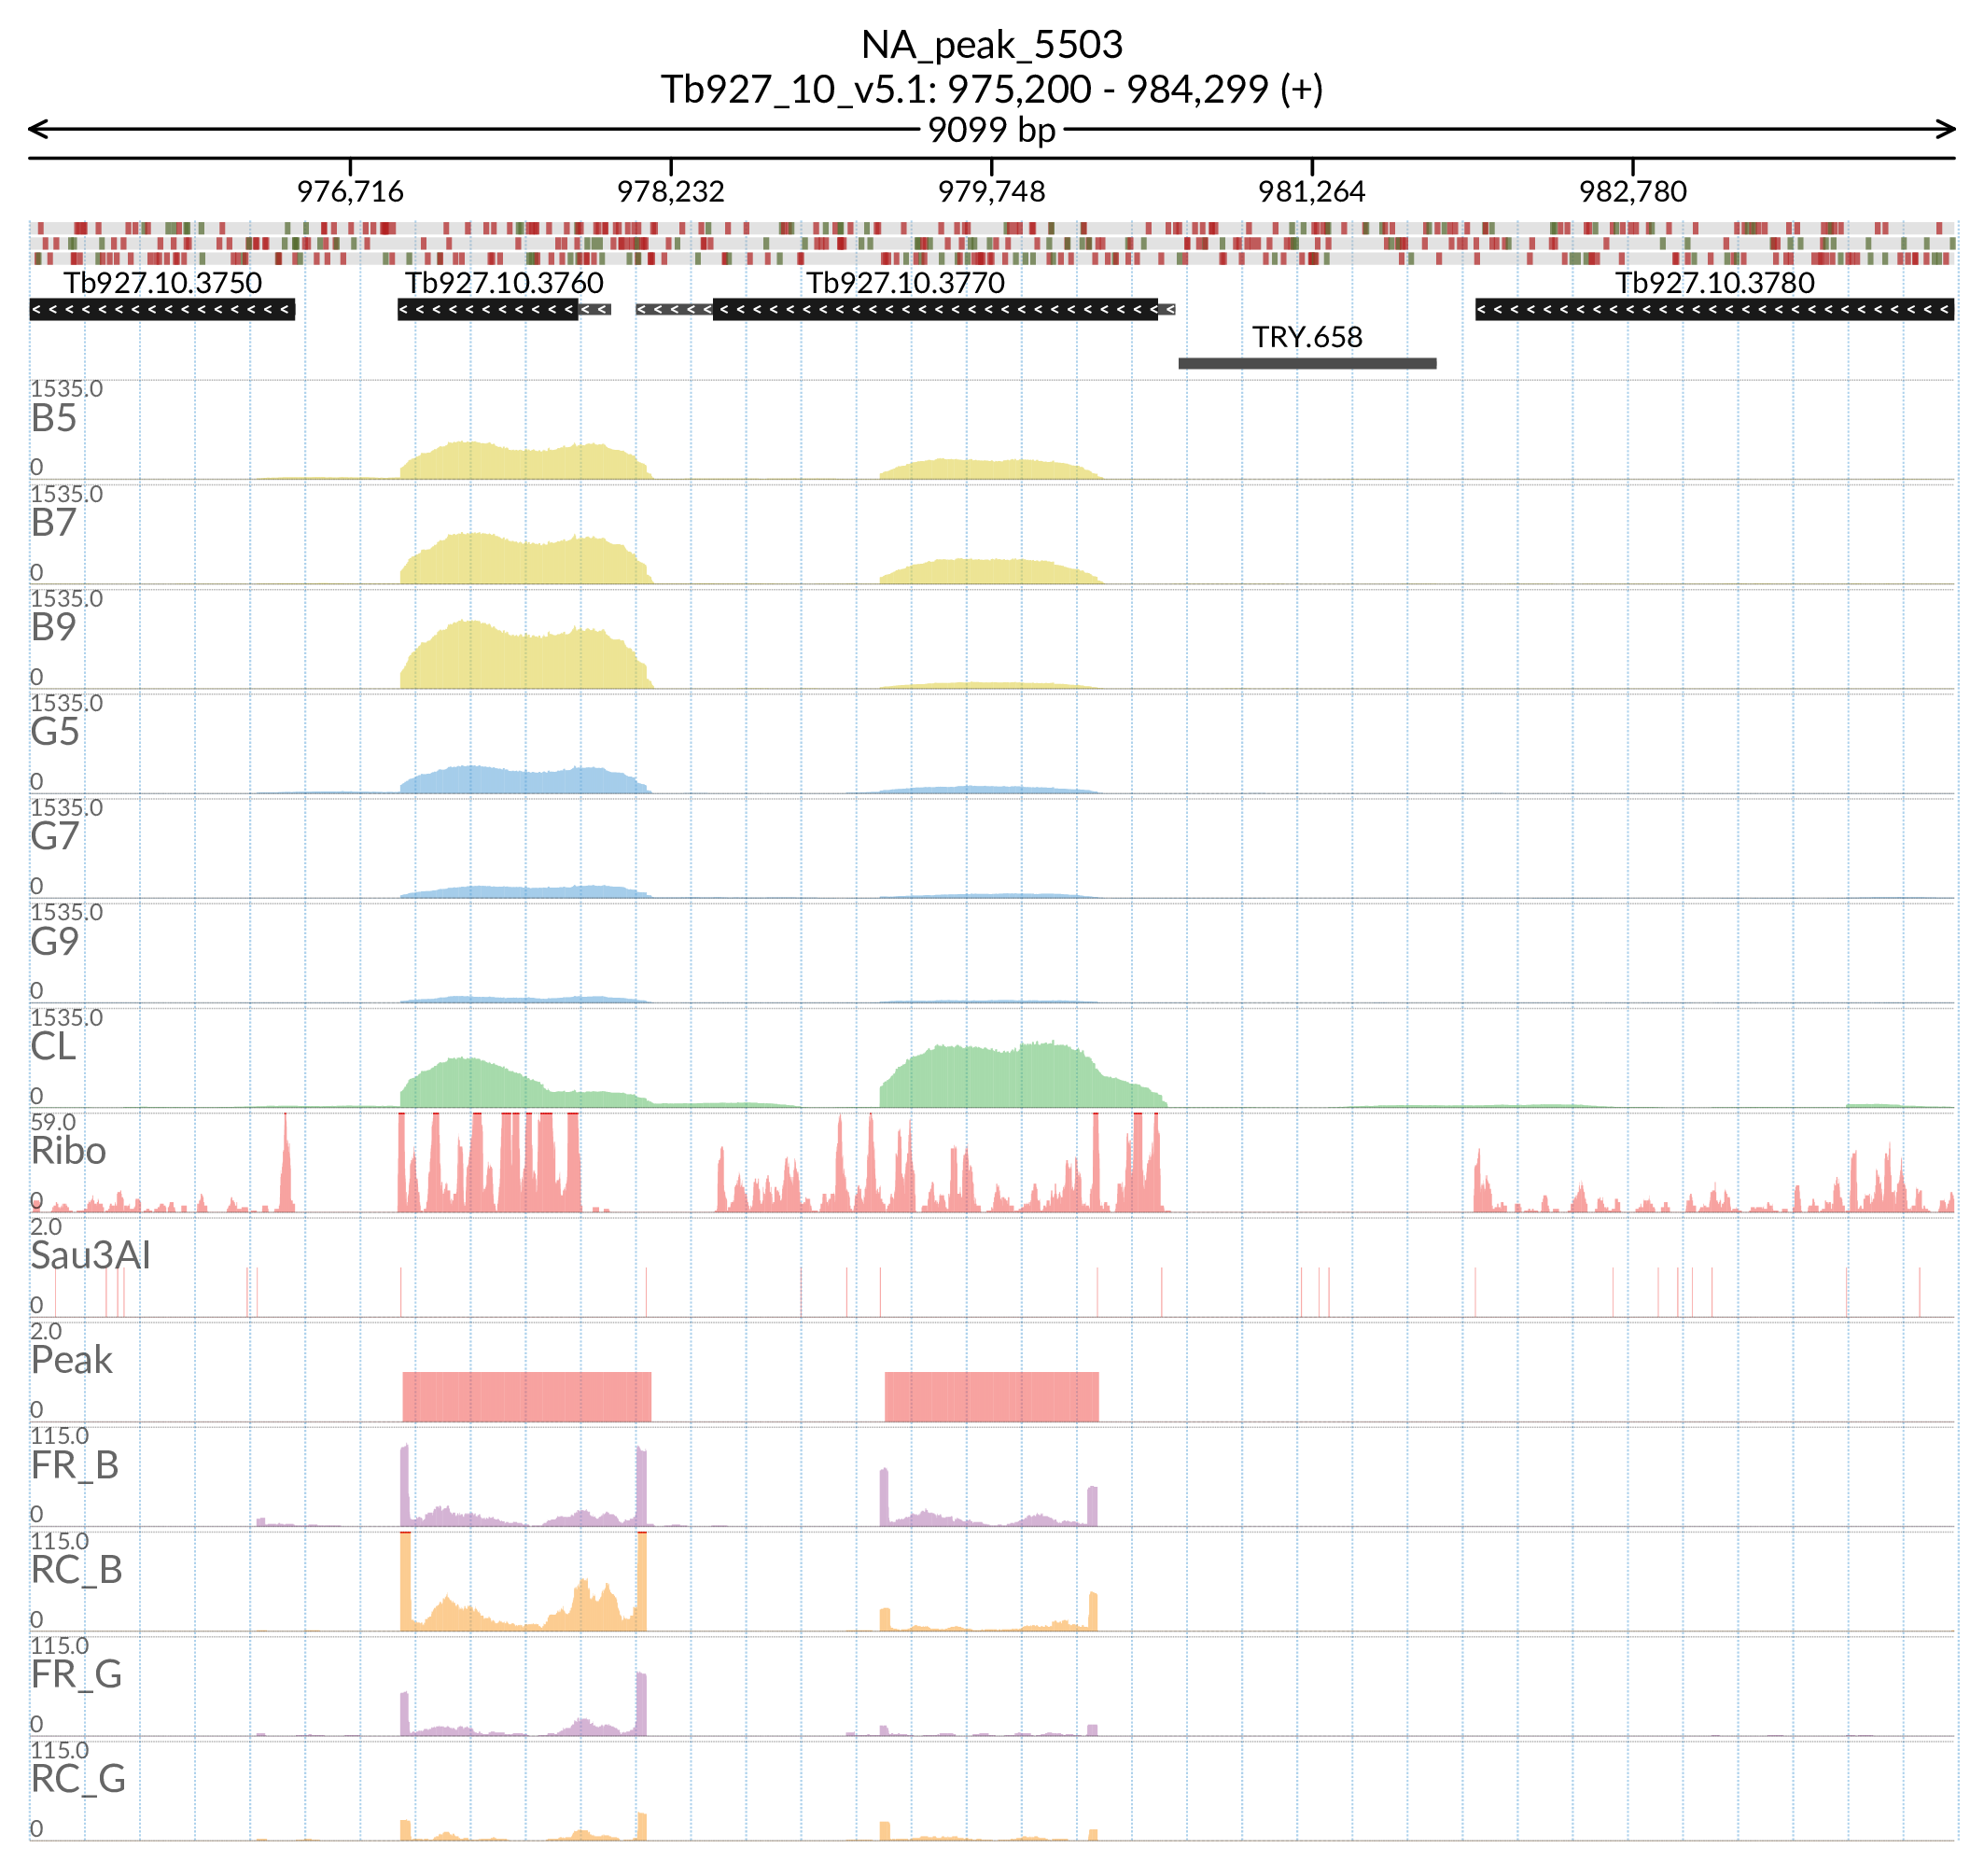 NA_peak_5503
Tb927_10_v5.1: 975,200 - 984,299 (+)
9099 bp
976,716 978,232 979,748 981,264 982,780
Tb927.10.3750 Tb927.10.3760 Tb927.10.3770 Tb927.10.3780
TRY.658
1535.0
B5
0
1535.0
B7
0
1535.0
B9
0
1535.0
G5
0
1535.0
G7
0
1535.0
G9
0
1535.0
CL
0
59.0
Ribo
0
2.0
Sau3AI
0
2.0
Peak
0
115.0
FR_B
0
115.0
RC_B
0
115.0
FR_G
0
115.0
RC_G
0